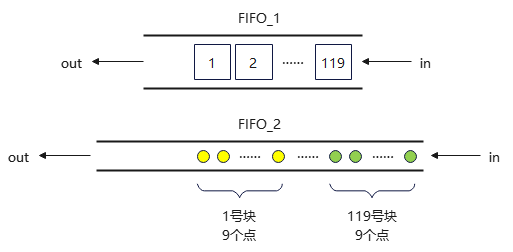 FIFO_1
out 1 2 ...... 119 in
FIFO_2
out ...... ...... ...... in
1号块 119号块
9个点 9个点